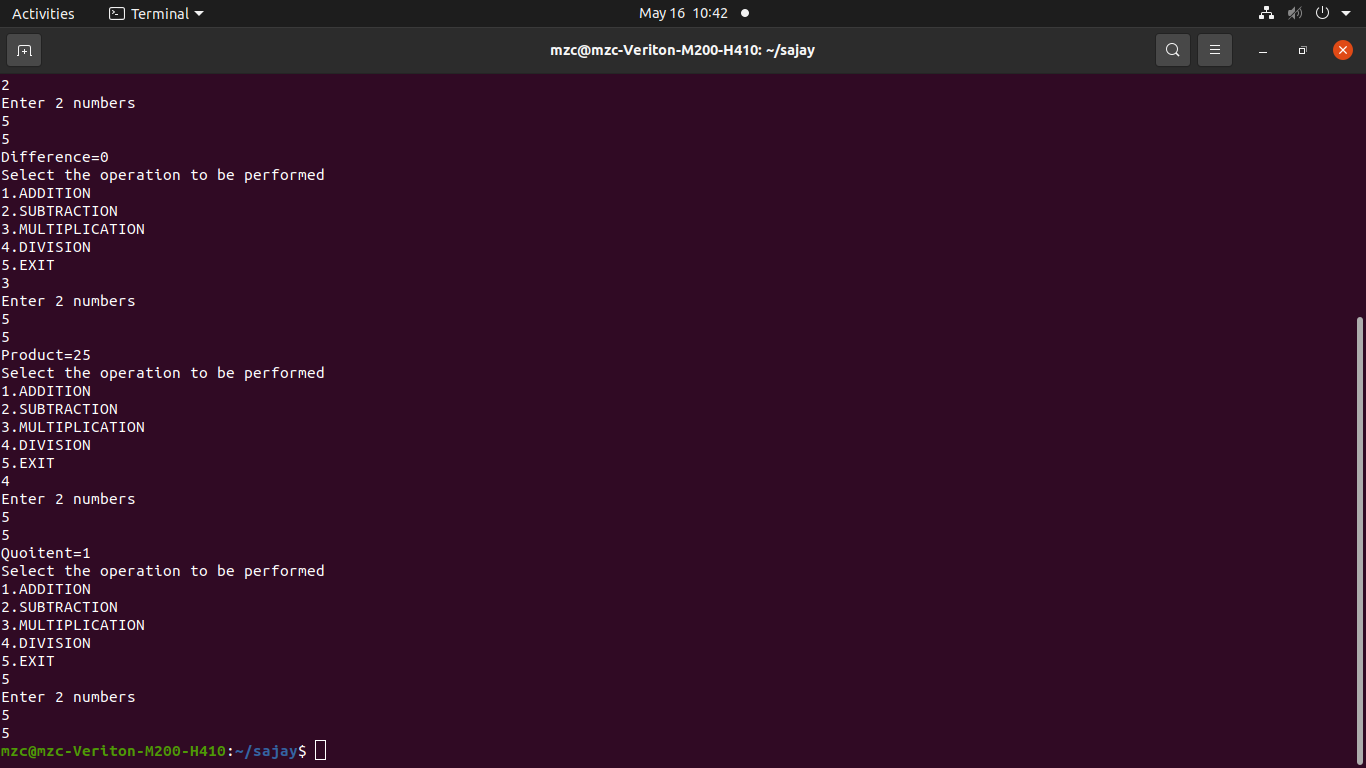 Activities Terminal May 16 10:42
mzc@mzc-Veriton-M200-H410: ~/sajay
2
Enter 2 numbers
5
5
Difference=0
Select the operation to be performed
1.ADDITION
2.SUBTRACTION
3.MULTIPLICATION
4.DIVISION
5.EXIT
3
Enter 2 numbers
5
5
Product=25
Select the operation to be performed
1.ADDITION
2.SUBTRACTION
3.MULTIPLICATION
4.DIVISION
5.EXIT
4
Enter 2 numbers
5
5
Quoitent=1
Select the operation to be performed
1.ADDITION
2.SUBTRACTION
3.MULTIPLICATION
4.DIVISION
5.EXIT
5
Enter 2 numbers
5
5
mzc@mzc-Veriton-M200-H410:~/sajay$